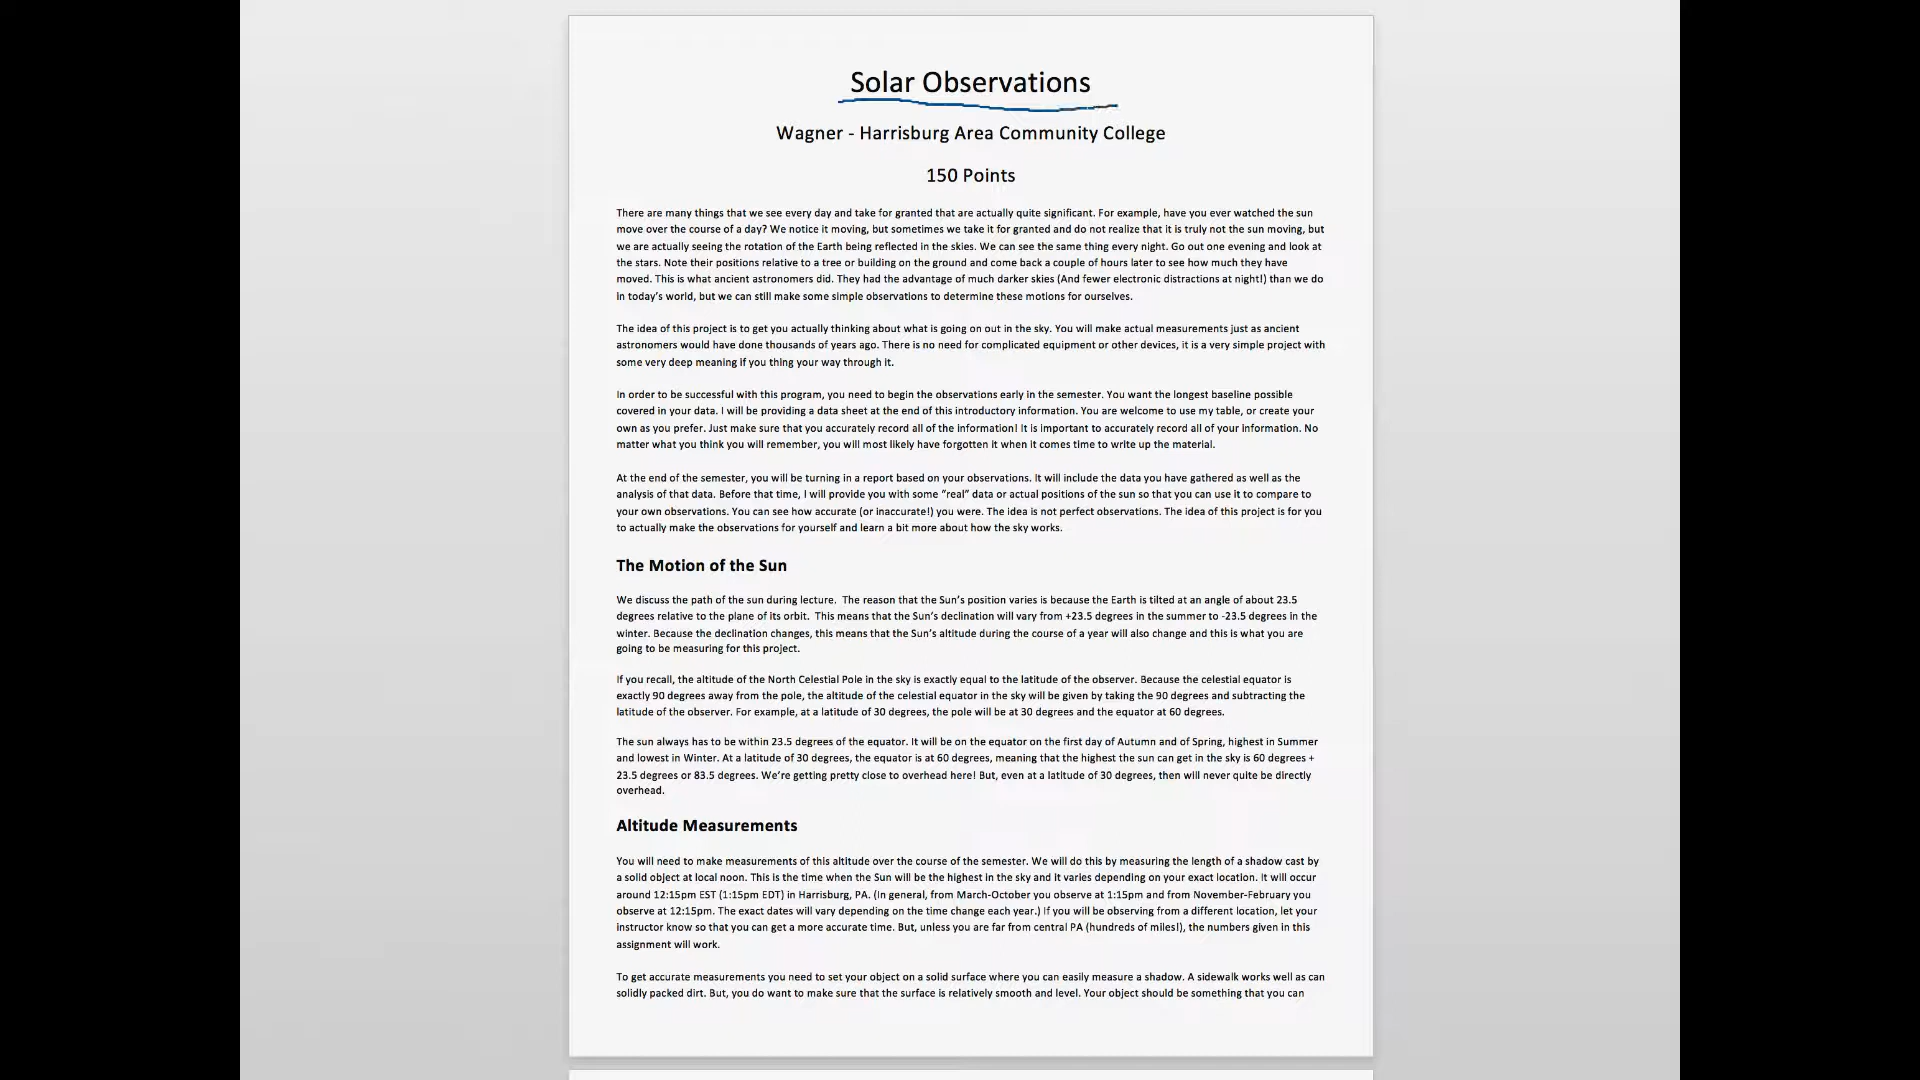 Solar Observations
Wagner - Harrisburg Area Community College
150 Points
There are many things that we see every day and take for granted that are actually quite significant. For example, have you ever watched the sun
move over the course of a day? We notice it moving, but sometimes we take it for granted and do not realize that it is truly not the sun moving, but
we are actually seeing the rotation of the Earth being reflected in the skies. We can see the same thing every night. Go out one evening and look at
the stars. Note their positions relative to a tree or building on the ground and come back a couple of hours later to see how much they have
moved. This is what ancient astronomers did. They had the advantage of much darker skies (And fewer electronic distractions at night!) than we do
in today's world, but we can still make some simple observations to determine these motions for ourselves.
The idea of this project is to get you actually thinking about what is going on out in the sky. You will make actual measurements just as ancient
astronomers would have done thousands of years ago. There is no need for complicated equipment or other devices, it is a very simple project with
some very deep meaning if you thing your way through it.
In order to be successful with this program, you need to begin the observations early in the semester. You want the longest baseline possible
covered in your data. I will be providing a data sheet at the end of this introductory information. You are welcome to use my table, or create your
own as you prefer. Just make sure that you accurately record all of the information! It is important to accurately record all of your information. No
matter what you think you will remember, you will most likely have forgotten it when it comes time to write up the material.
At the end of the semester, you will be turning in a report based on your observations. It will include the data you have gathered as well as the
analysis of that data. Before that time, I will provide you with some "real" data or actual positions of the sun so that you can use it to compare to
your own observations. You can see how accurate (or inaccurate!) you were. The idea is not perfect observations. The idea of this project is for you
to actually make the observations for yourself and learn a bit more about how the sky works.
The Motion of the Sun
We discuss the path of the sun during lecture.  The reason that the Sun's position varies is because the Earth is tilted at an angle of about 23.5
degrees relative to the plane of its orbit.  This means that the Sun's declination will vary from +23.5 degrees in the summer to -23.5 degrees in the
winter. Because the declination changes, this means that the Sun's altitude during the course of a year will also change and this is what you are
going to be measuring for this project.
If you recall, the altitude of the North Celestial Pole in the sky is exactly equal to the latitude of the observer. Because the celestial equator is
exactly 90 degrees away from the pole, the altitude of the celestial equator in the sky will be given by taking the 90 degrees and subtracting the
latitude of the observer. For example, at a latitude of 30 degrees, the pole will be at 30 degrees and the equator at 60 degrees.
The sun always has to be within 23.5 degrees of the equator. It will be on the equator on the first day of Autumn and of Spring, highest in Summer
and lowest in Winter. At a latitude of 30 degrees, the equator is at 60 degrees, meaning that the highest the sun can get in the sky is 60 degrees +
23.5 degrees or 83.5 degrees. We're getting pretty close to overhead here! But, even at a latitude of 30 degrees, then will never quite be directly
overhead.
Altitude Measurements
You will need to make measurements of this altitude over the course of the semester. We will do this by measuring the length of a shadow cast by
a solid object at local noon. This is the time when the Sun will be the highest in the sky and it varies depending on your exact location. It will occur
around 12:15pm EST (1:15pm EDT) in Harrisburg, PA. (In general, from March-October you observe at 1:15pm and from November-February you
observe at 12:15pm. The exact dates will vary depending on the time change each year.) If you will be observing from a different location, let your
instructor know so that you can get a more accurate time. But, unless you are far from central PA (hundreds of miles!), the numbers given in this
assignment will work.
To get accurate measurements you need to set your object on a solid surface where you can easily measure a shadow. A sidewalk works well as can
solidly packed dirt. But, you do want to make sure that the surface is relatively smooth and level. Your object should be something that you can